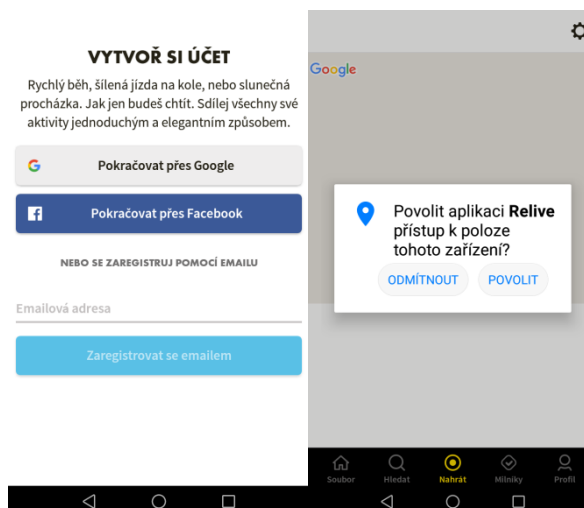 VYTVOŘ SI ÚČET
Rychlý běh, šílená jízda na kole, nebo slunečná
procházka. Jak jen budeš chtít. Sdílej všechny své
aktivity jednoduchým a elegantním způsobem.
Pokračovat přes Google
Pokračovat přes Facebook
NEBO SE ZAREGISTRUJ POMOCÍ EMAILU
Emailová adresa
Zaregistrovat se emailem
Google
Povolit aplikaci Relive
přístup k poloze
tohoto zařízení?
ODMÍTNOUT POVOLIT
Soubor Hledat Nahrát Milníky Profil